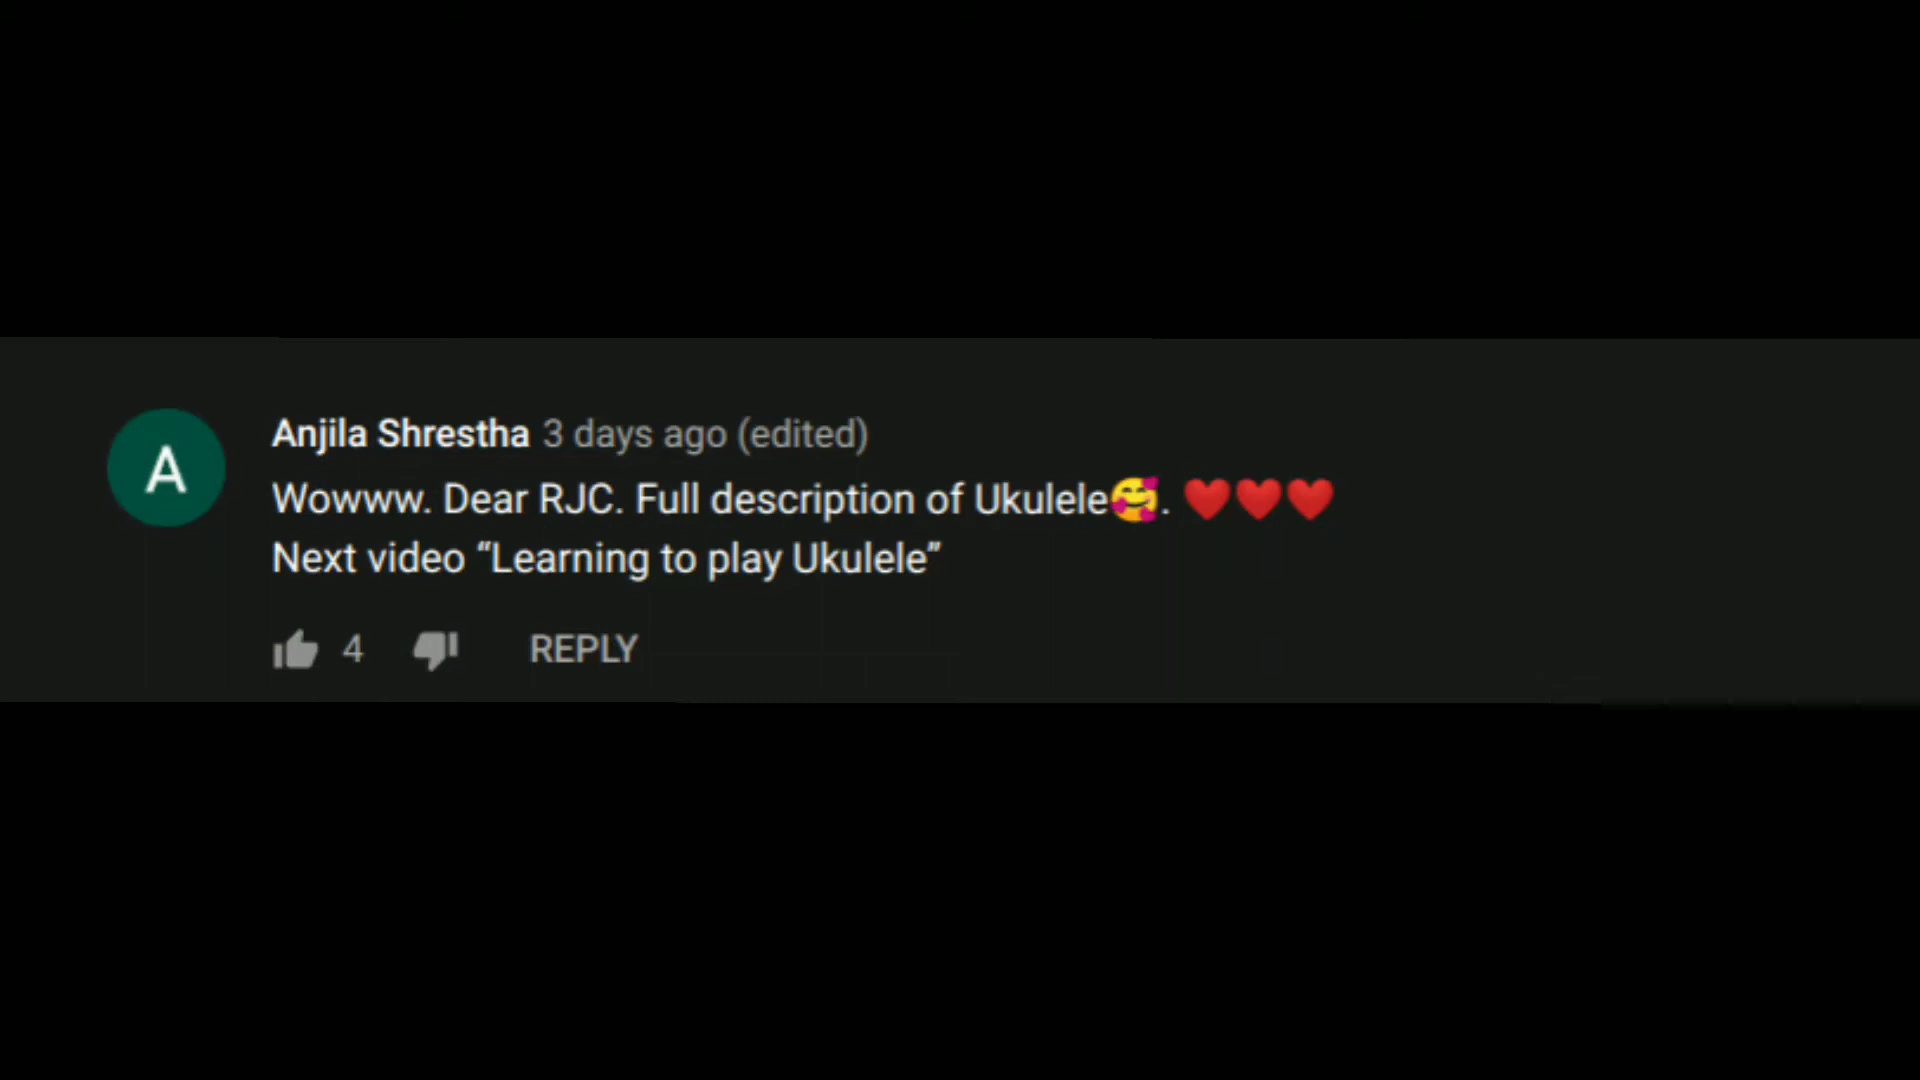 A
Anjila Shrestha 3 days ago (edited)
Wowww. Dear RJC. Full description of Ukulele🥰. ❤️❤️❤️
Next video “Learning to play Ukulele”
4 REPLY